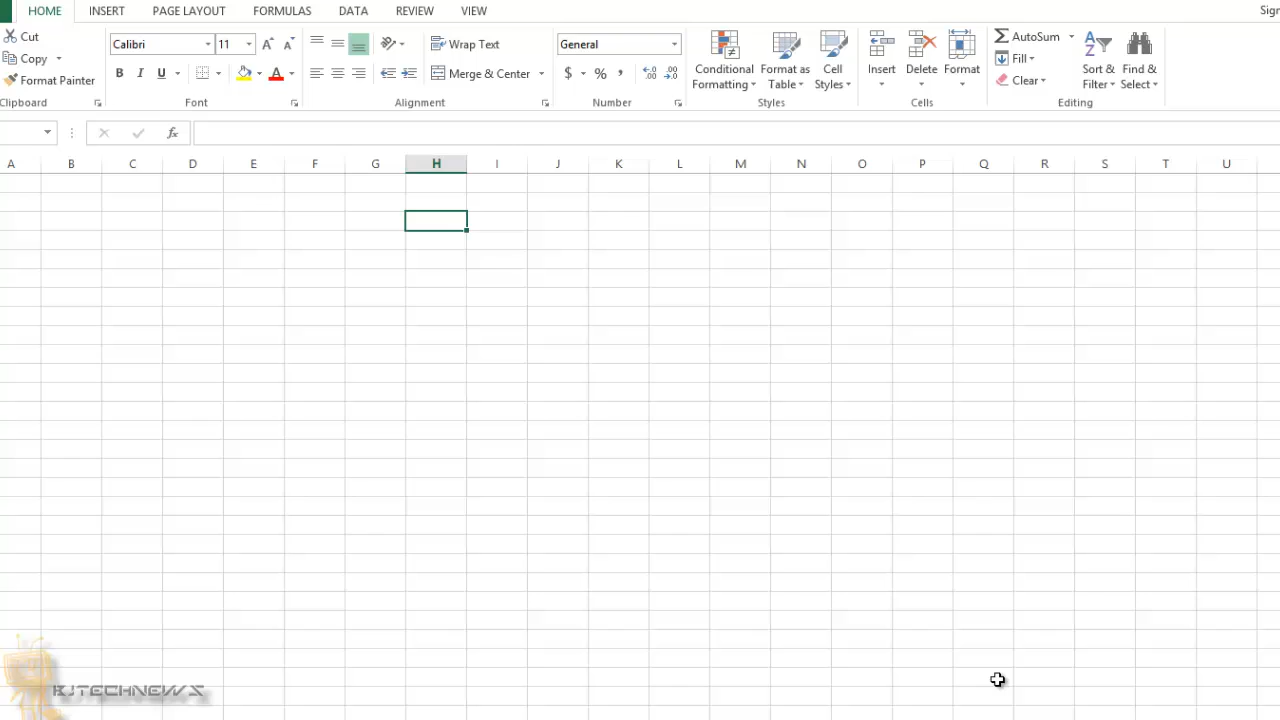 HOME INSERT PAGE LAYOUT FORMULAS DATA REVIEW VIEW Sign
Cut
Copy
Format Painter
Clipboard
Calibri 11
B I U A
Font
Wrap Text
Merge & Center
Alignment
General
$ % ,
Number
Conditional Formatting
Format as Table
Cell Styles
Styles
Insert
Delete
Format
Cells
AutoSum
Fill
Clear
Sort & Filter
Find & Select
Editing
fx
A B C D E F G H I J K L M N O P Q R S T U
BJTECHNEWS